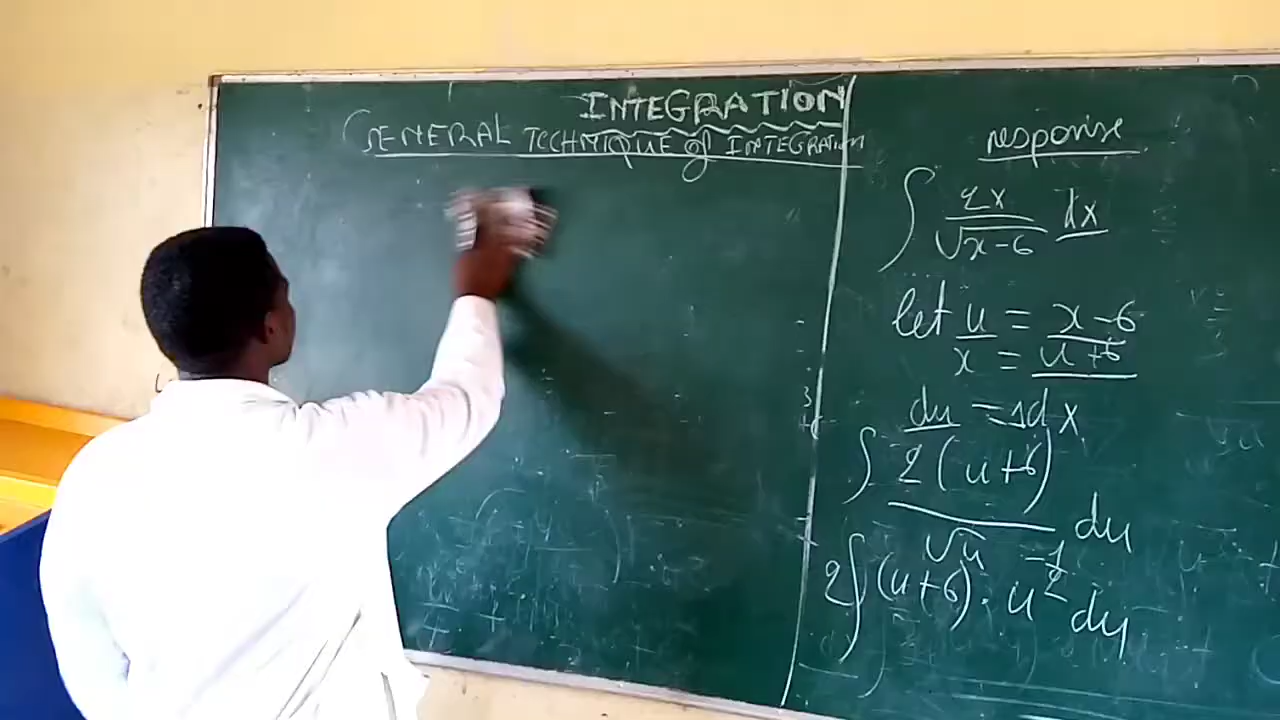 INTEGRATION
GENERAL TECHNIQUE of INTEGRATION
response
∫ 2x/√x-6 dx
let u = x-6
x = u+6
du = 1dx
∫ 2(u+6)/√u du
2∫(u+6).u^-1/2 du